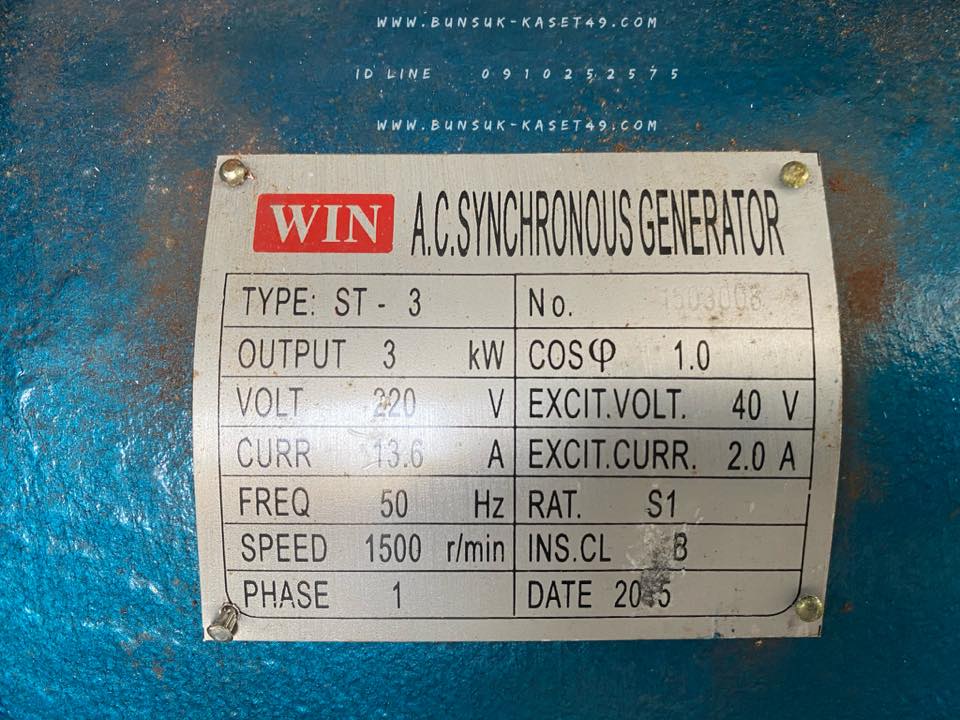 WWW.BUNSUK-KASET49.COM
ID LINE 0910252575
WWW.BUNSUK-KASET49.COM
WIN A.C.SYNCHRONOUS GENERATOR
TYPE: ST - 3 No.
OUTPUT 3 kW COSφ 1.0
VOLT 220 V EXCIT.VOLT. 40 V
CURR 13.6 A EXCIT.CURR. 2.0 A
FREQ 50 Hz RAT. S1
SPEED 1500 r/min INS.CL B
PHASE 1 DATE